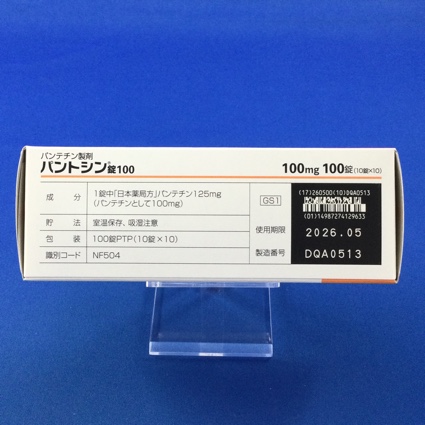 パンテチン製剤
パントシン®錠100
100mg 100錠(10錠×10)
成 分
1錠中「日本薬局方」パンテチン125mg
(パンテチンとして100mg)
貯 法
室温保存、吸湿注意
包 装
100錠PTP(10錠×10)
識別コード
NF504
GS1
(17)260500(10)DQA0513
(01)14987274129633
使用期限
2026.05
製造番号
DQA0513